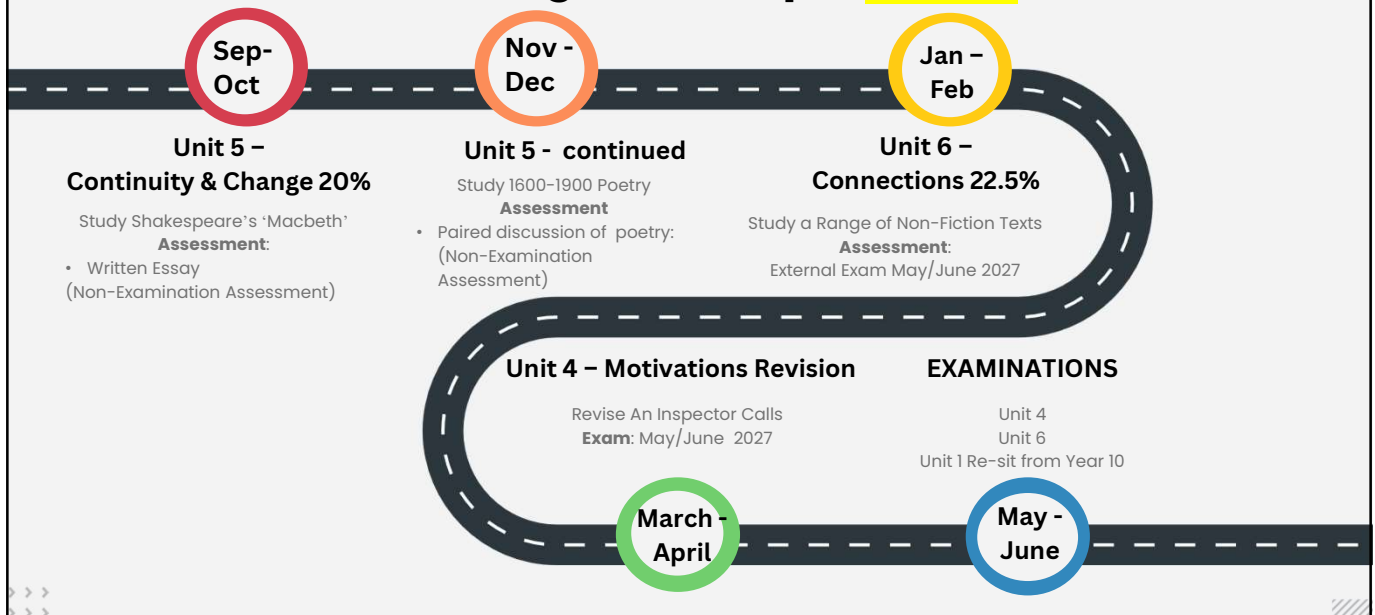 Sep-
Oct
Nov -
Dec
Jan –
Feb
Unit 5 –
Continuity & Change 20%
Study Shakespeare's ‘Macbeth’
Assessment:
• Written Essay
(Non-Examination Assessment)
Unit 5 - continued
Study 1600-1900 Poetry
Assessment
• Paired discussion of poetry:
(Non-Examination
Assessment)
Unit 6 –
Connections 22.5%
Study a Range of Non-Fiction Texts
Assessment:
External Exam May/June 2027
Unit 4 – Motivations Revision
Revise An Inspector Calls
Exam: May/June 2027
EXAMINATIONS
Unit 4
Unit 6
Unit 1 Re-sit from Year 10
March -
April
May -
June